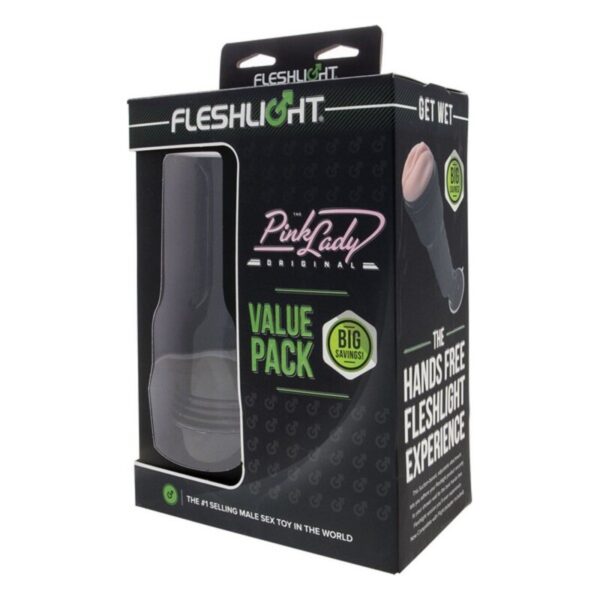 FLESHLIGHT.
FLESHLIGHT®
THE
Pink Lady
ORIGINAL
VALUE
PACK
BIG
SAVINGS!
THE #1 SELLING MALE SEX TOY IN THE WORLD
GET WET
BIG
SAVINGS!
THE
HANDS FREE
FLESHLIGHT
EXPERIENCE